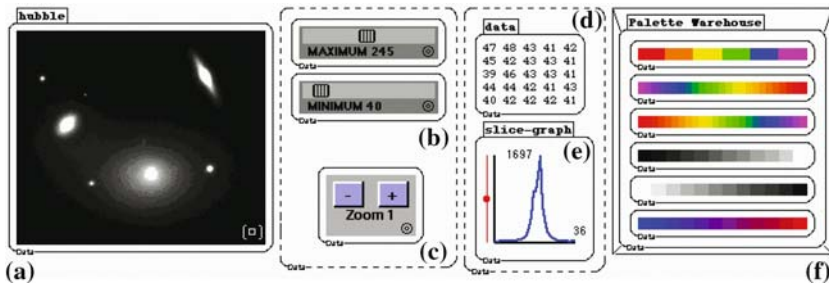 hubble
Data
(a)
MAXIMUM 245
Data
MINIMUM 40
Data
(b)
- +
Zoom 1
Data
(c)
Data
(d)
data
47 48 43 41 42
45 42 43 43 41
39 46 43 43 41
44 44 42 41 43
40 42 42 42 41
Data
slice-graph
(e)
1697
36
Data
Data
Palette Warehouse
Data
Data
Data
Data
Data
Data
Data
(f)